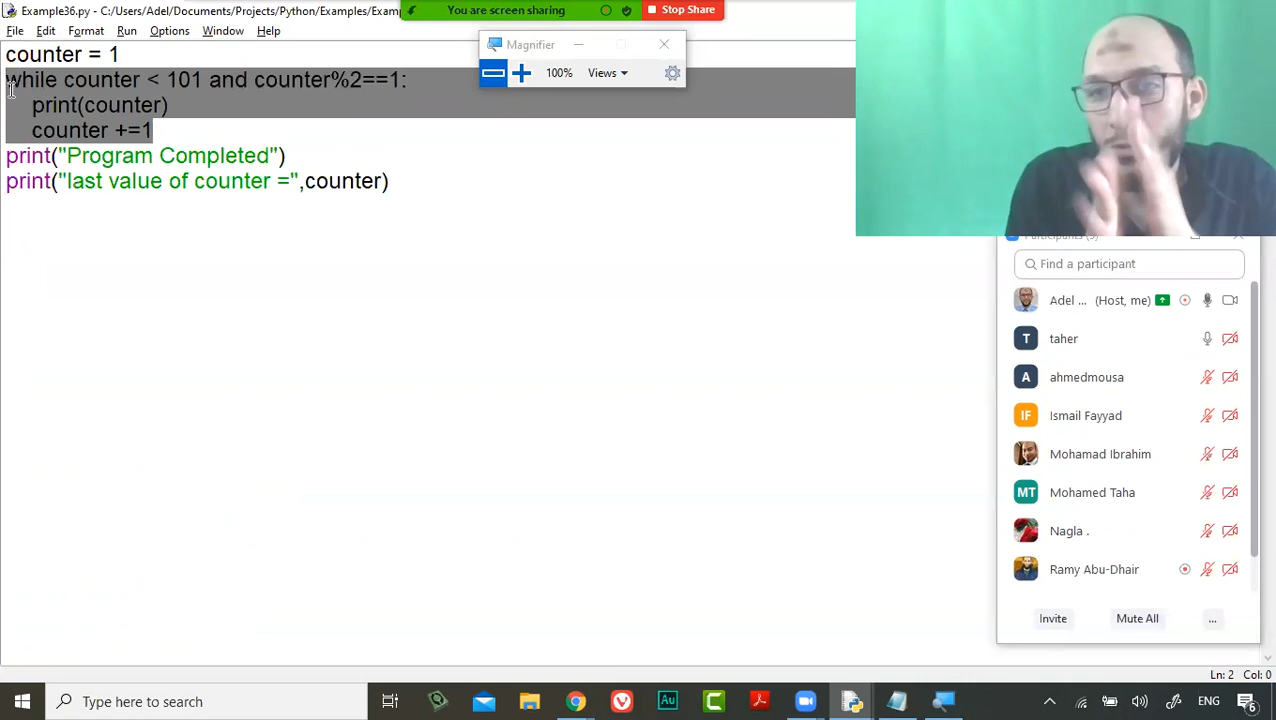 Example36.py - C:/Users/Adel/Documents/Projects/Python/Examples/Exam
You are screen sharing
Stop Share
File Edit Format Run Options Window Help
Magnifier
100% Views
counter = 1
while counter < 101 and counter%2==1:
print(counter)
counter +=1
print("Program Completed")
print("last value of counter =",counter)
Find a participant
Adel ... (Host, me)
T taher
A ahmedmousa
IF Ismail Fayyad
Mohamad Ibrahim
MT Mohamed Taha
Nagla .
Ramy Abu-Dhair
Invite Mute All ...
Ln: 2 Col: 0
Type here to search
Au
ENG
6